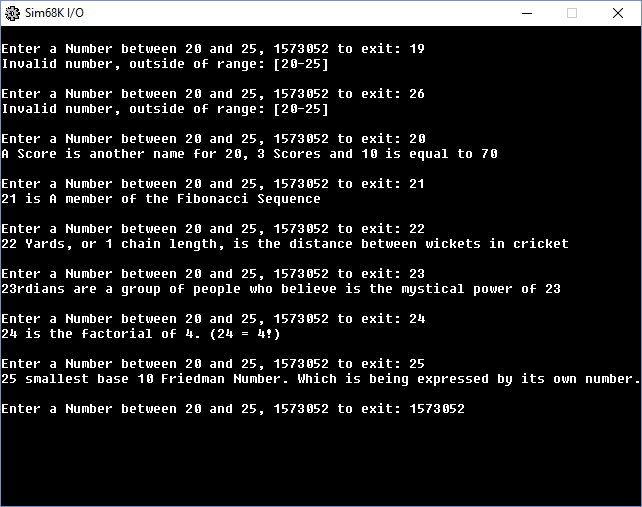 Sim68K I/O
Enter a Number between 20 and 25, 1573052 to exit: 19
Invalid number, outside of range: [20-25]
Enter a Number between 20 and 25, 1573052 to exit: 26
Invalid number, outside of range: [20-25]
Enter a Number between 20 and 25, 1573052 to exit: 20
A Score is another name for 20, 3 Scores and 10 is equal to 70
Enter a Number between 20 and 25, 1573052 to exit: 21
21 is A member of the Fibonacci Sequence
Enter a Number between 20 and 25, 1573052 to exit: 22
22 Yards, or 1 chain length, is the distance between wickets in cricket
Enter a Number between 20 and 25, 1573052 to exit: 23
23rdians are a group of people who believe is the mystical power of 23
Enter a Number between 20 and 25, 1573052 to exit: 24
24 is the factorial of 4. (24 = 4!)
Enter a Number between 20 and 25, 1573052 to exit: 25
25 smallest base 10 Friedman Number. Which is being expressed by its own number.
Enter a Number between 20 and 25, 1573052 to exit: 1573052